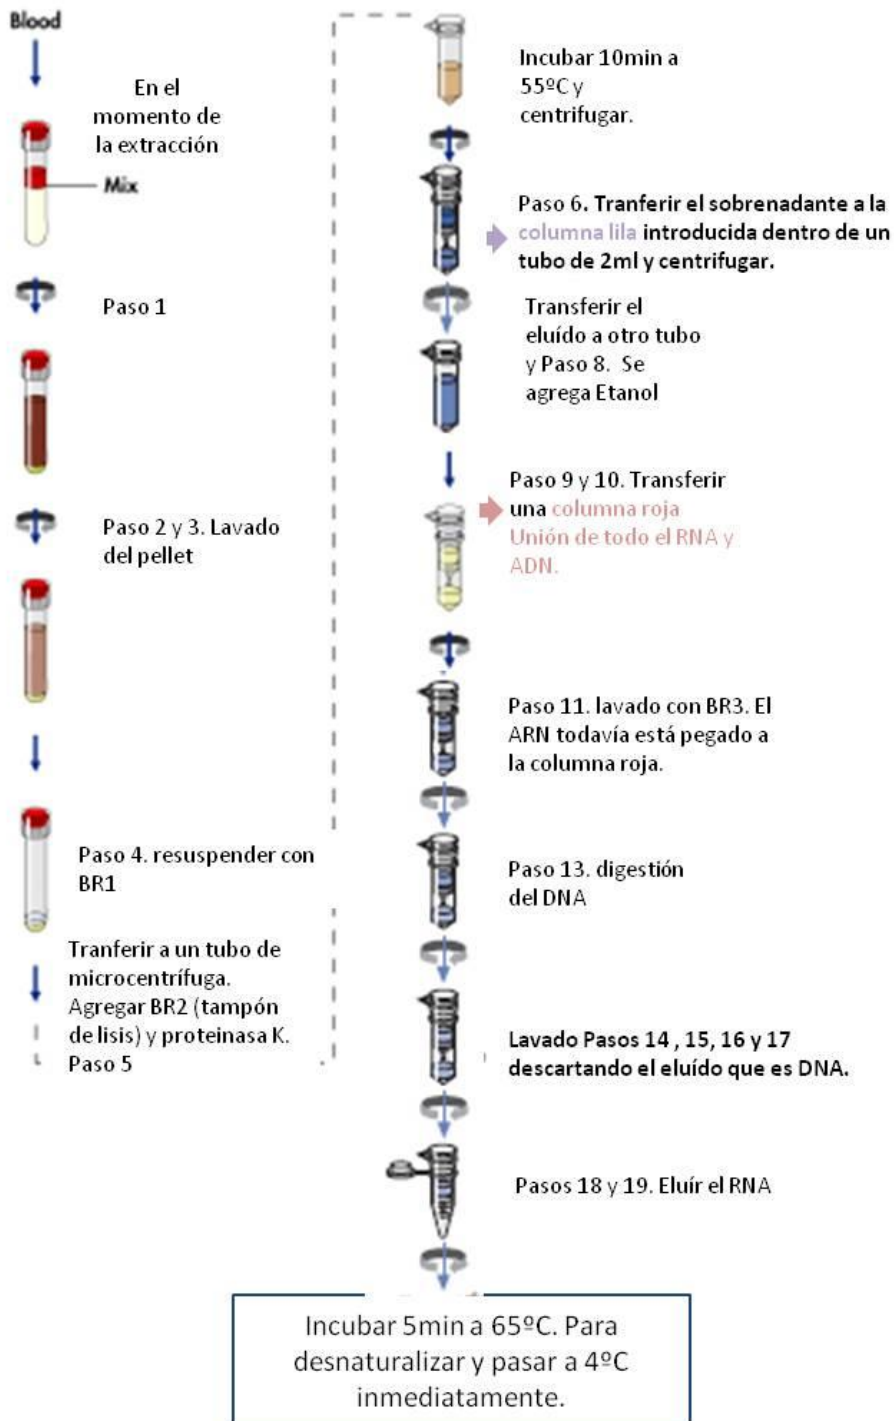 Blood
En el
momento de
la extracción
Mix
Paso 1
Paso 2 y 3. Lavado
del pellet
Paso 4. resuspender con
BR1
Tranferir a un tubo de
microcentrífuga.
Agregar BR2 (tampón
de lisis) y proteinasa K.
Paso 5
Incubar 10min a
55ºC y
centrifugar.
Paso 6. Tranferir el sobrenadante a la
columna lila introducida dentro de un
tubo de 2ml y centrifugar.
Transferir el
eluído a otro tubo
y Paso 8. Se
agrega Etanol
Paso 9 y 10. Transferir
una columna roja
Unión de todo el RNA y
ADN.
Paso 11. lavado con BR3. El
ARN todavía está pegado a
la columna roja.
Paso 13. digestión
del DNA
Lavado Pasos 14 , 15, 16 y 17
descartando el eluído que es DNA.
Pasos 18 y 19. Eluír el RNA
Incubar 5min a 65ºC. Para
desnaturalizar y pasar a 4ºC
inmediatamente.